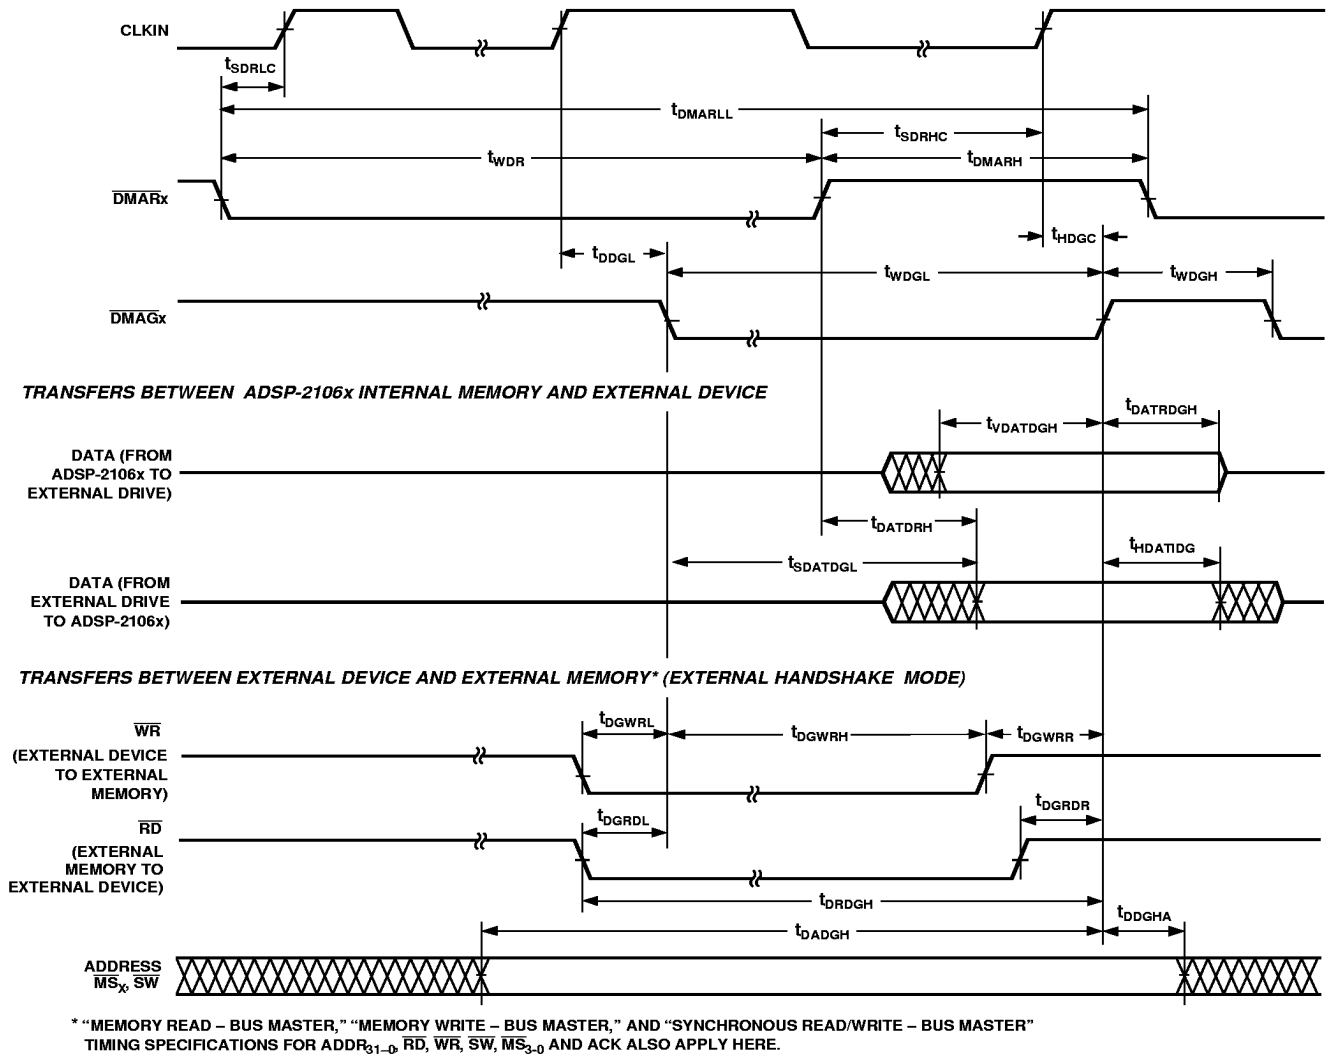 CLKIN
tSDRLC
tDMARLL
tSDRHC
tWDR
tDMARH
DMARx
tHDGC
tDDGL
tWDGL
tWDGH
DMAGx
TRANSFERS BETWEEN ADSP-2106x INTERNAL MEMORY AND EXTERNAL DEVICE
tVDATDGH
tDATRDGH
DATA (FROM
ADSP-2106x TO
EXTERNAL DRIVE)
tDATDRH
tHDATIDG
tSDATDGL
DATA (FROM
EXTERNAL DRIVE
TO ADSP-2106x)
TRANSFERS BETWEEN EXTERNAL DEVICE AND EXTERNAL MEMORY* (EXTERNAL HANDSHAKE MODE)
WR
(EXTERNAL DEVICE
TO EXTERNAL
MEMORY)
tDGWRL
tDGWRH
tDGWRR
RD
(EXTERNAL
MEMORY TO
EXTERNAL DEVICE)
tDGRDL
tDGRDR
tDRDGH
tDADGH
tDDGHA
ADDRESS
MSX, SW
* “MEMORY READ – BUS MASTER,” “MEMORY WRITE – BUS MASTER,” AND “SYNCHRONOUS READ/WRITE – BUS MASTER”
TIMING SPECIFICATIONS FOR ADDR31–0, RD, WR, SW, MS3-0 AND ACK ALSO APPLY HERE.